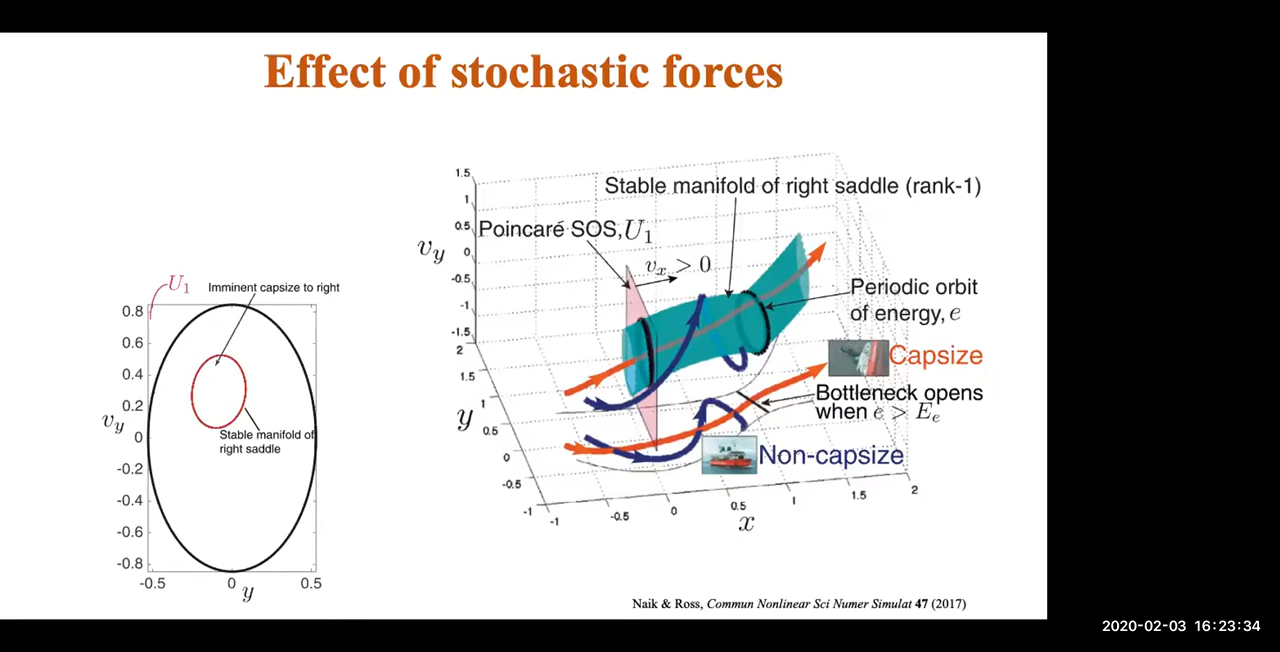 Effect of stochastic forces
U₁
Imminent capsize to right
0.8
0.6
0.4
0.2
0
-0.2
-0.4
-0.6
-0.8
v_y
Stable manifold of
right saddle
-0.5
0
0.5
y
1.5
1
0.5
0
-0.5
-1
-1.5
v_y
Stable manifold of right saddle (rank-1)
Poincaré SOS, U₁
v_x > 0
Periodic orbit
of energy, e
Capsize
Bottleneck opens
when e > E_e
Non-capsize
2
1.5
1
0.5
0
-0.5
-1
y
-1
-0.5
0
0.5
1
1.5
2
x
Naik & Ross, Commun Nonlinear Sci Numer Simulat 47 (2017)
2020-02-03 16:23:34